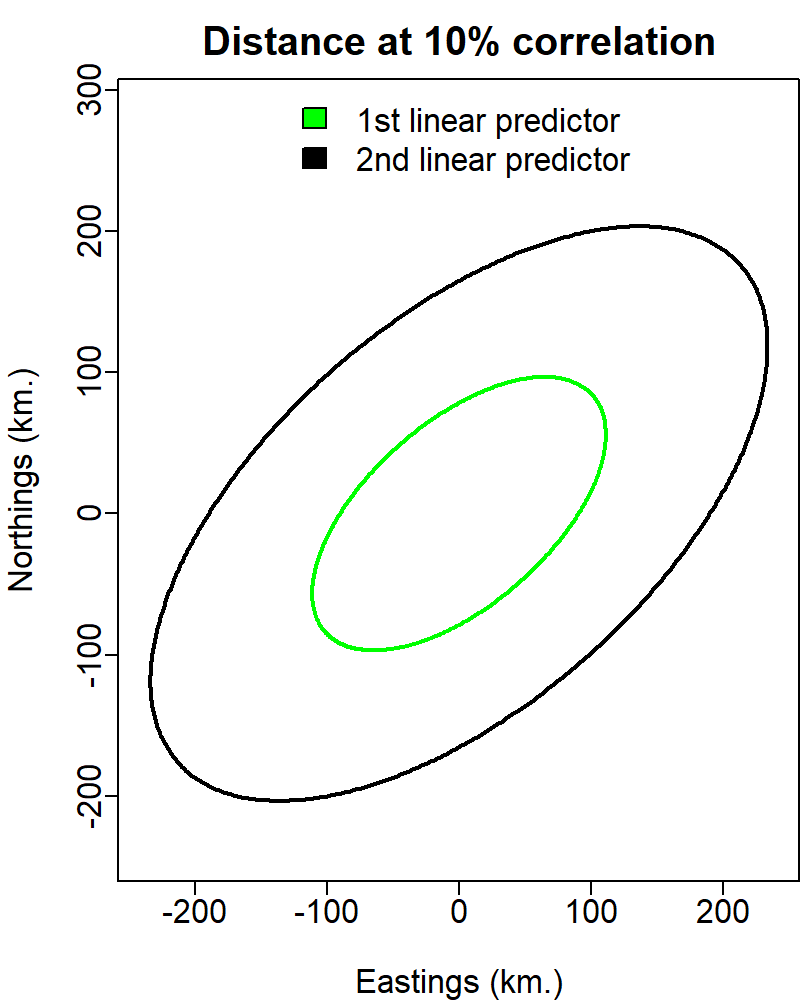 Distance at 10% correlation
1st linear predictor
2nd linear predictor
300
200
100
0
-100
-200
Northings (km.)
-200 -100 0 100 200
Eastings (km.)